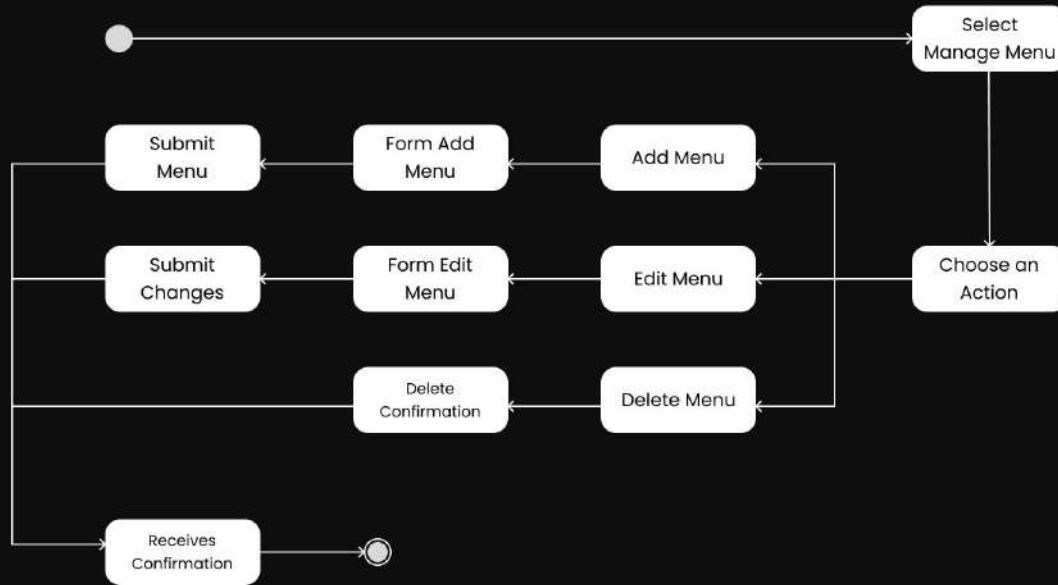 Select
Manage Menu
Submit
Menu
Form Add
Menu
Add Menu
Submit
Changes
Form Edit
Menu
Edit Menu
Choose an
Action
Delete
Confirmation
Delete Menu
Receives
Confirmation